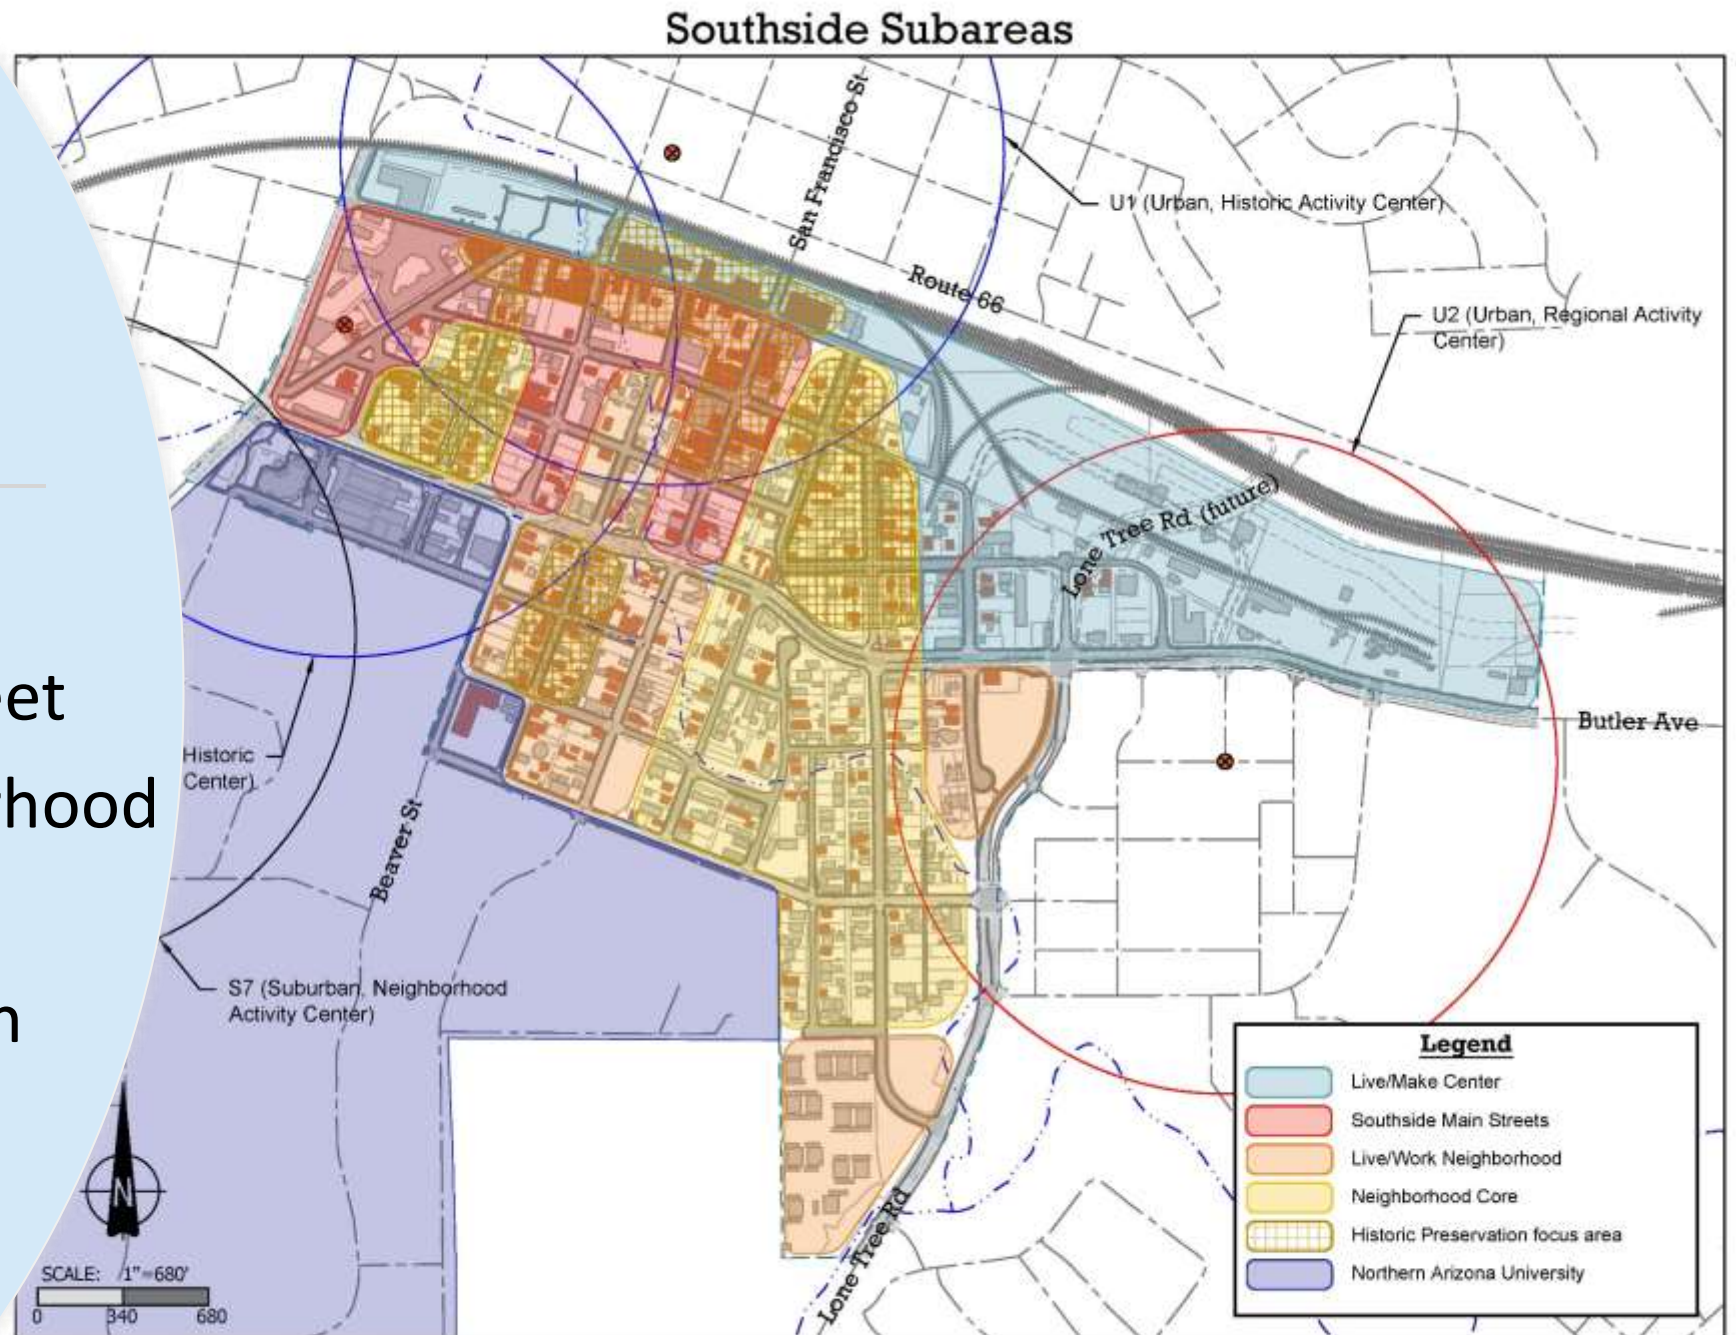 Southside Subareas
San Francisco St
U1 (Urban, Historic Activity Center)
Route 66
U2 (Urban, Regional Activity
Center)
Lone Tree Rd (future)
Butler Ave
Historic
Center)
Beaver St
S7 (Suburban, Neighborhood
Activity Center)
Lone Tree Rd
N
SCALE: 1"=680'
0 340 680
Legend
Live/Make Center
Southside Main Streets
Live/Work Neighborhood
Neighborhood Core
Historic Preservation focus area
Northern Arizona University